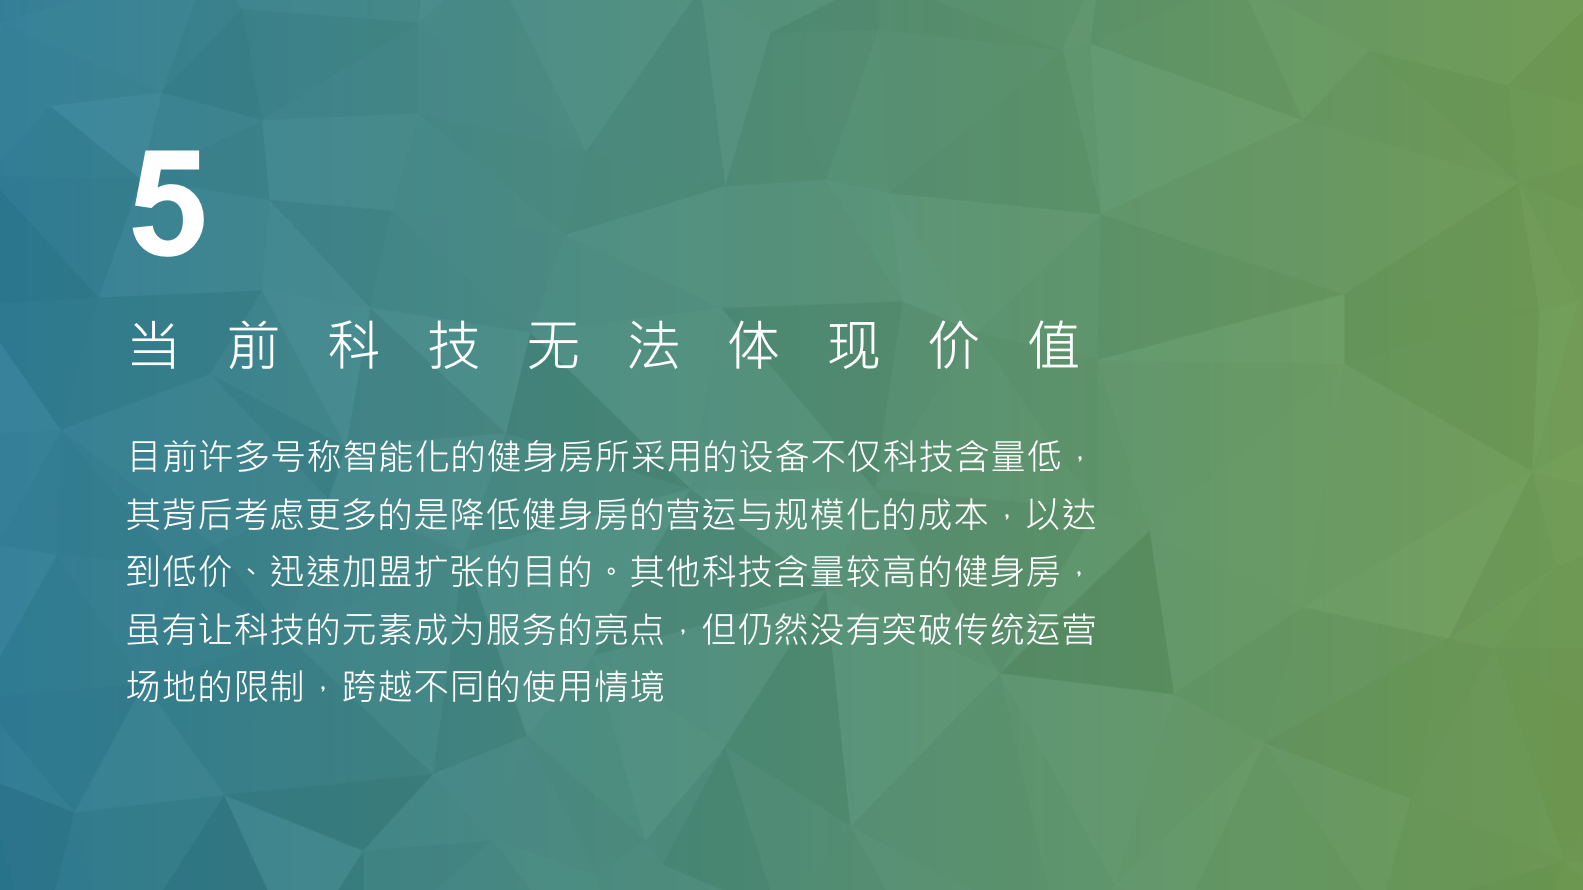 5
当前科技无法体现价值
目前许多号称智能化的健身房所采用的设备不仅科技含量低，
其背后考虑更多的是降低健身房的营运与规模化的成本，以达
到低价、迅速加盟扩张的目的。其他科技含量较高的健身房，
虽有让科技的元素成为服务的亮点，但仍然没有突破传统运营
场地的限制，跨越不同的使用情境